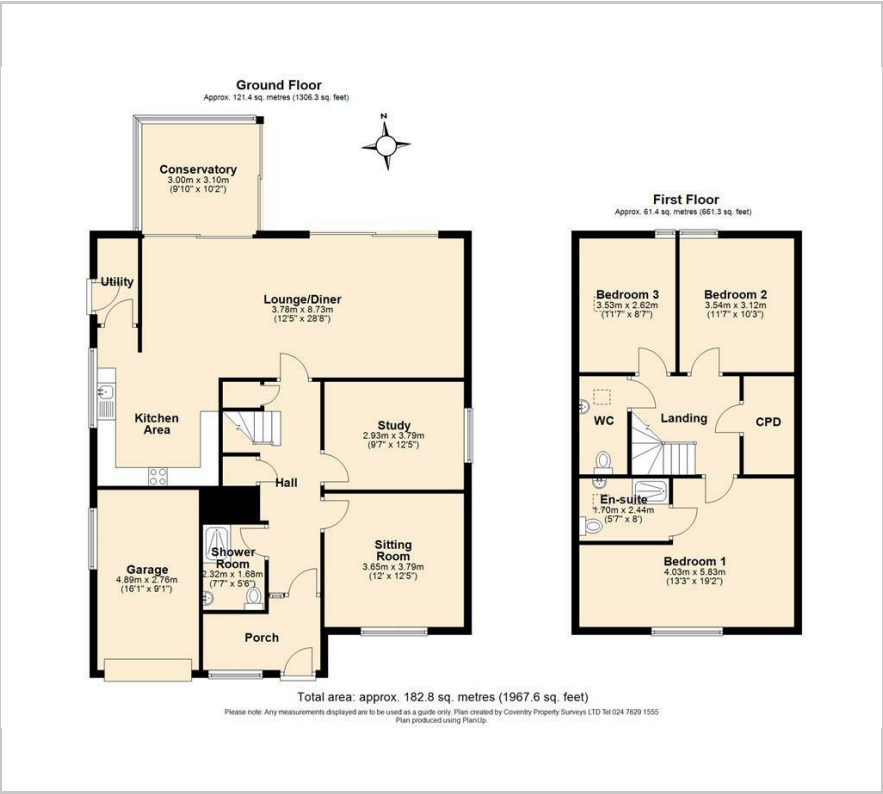 Ground Floor
Approx. 121.4 sq. metres (1306.3 sq. feet)
N
Conservatory
3.00m x 3.10m
(9'10" x 10'2")
Utility
Lounge/Diner
3.78m x 8.73m
(12'5" x 28'8")
Kitchen
Area
Study
2.93m x 3.79m
(9'7" x 12'5")
Hall
Garage
4.89m x 2.76m
(16'1" x 9'1")
Shower
Room
2.32m x 1.68m
(7'7" x 5'6")
Sitting
Room
3.65m x 3.79m
(12' x 12'5")
Porch
First Floor
Approx. 61.4 sq. metres (661.3 sq. feet)
Bedroom 3
3.53m x 2.62m
(11'7" x 8'7")
Bedroom 2
3.54m x 3.12m
(11'7" x 10'3")
WC
Landing
CPD
En-suite
1.70m x 2.44m
(5'7" x 8')
Bedroom 1
4.03m x 5.83m
(13'3" x 19'2")
Total area: approx. 182.8 sq. metres (1967.6 sq. feet)
Please note: Any measurements displayed are to be used as a guide only. Plan created by Coventry Property Surveys LTD Tel:024 7629 1555
Plan produced using PlanUp.